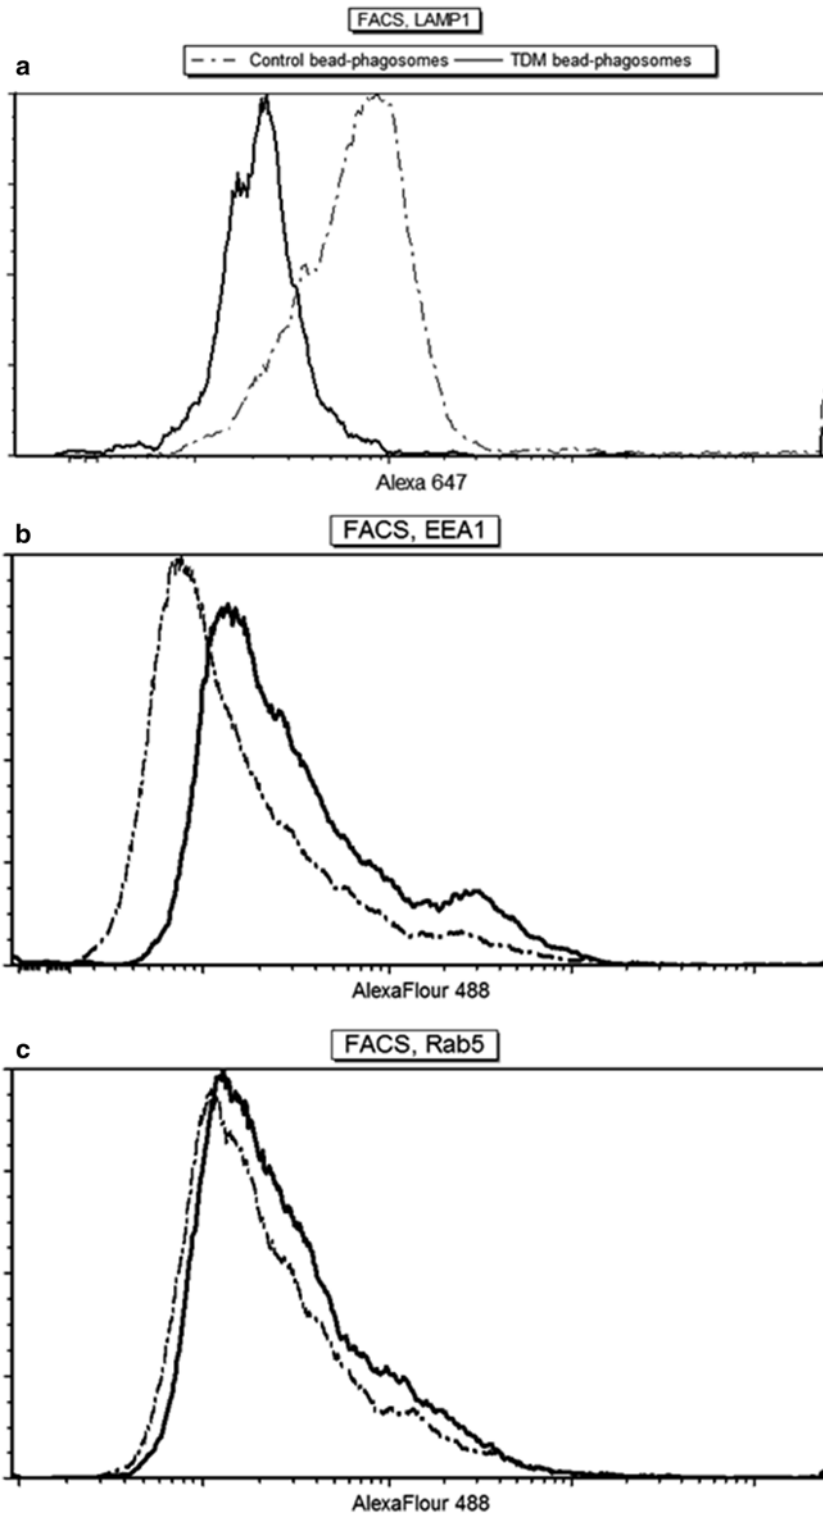 FACS, LAMP1
Control bead-phagosomes TDM bead-phagosomes
a
Alexa 647
b
FACS, EEA1
AlexaFlour 488
c
FACS, Rab5
AlexaFlour 488